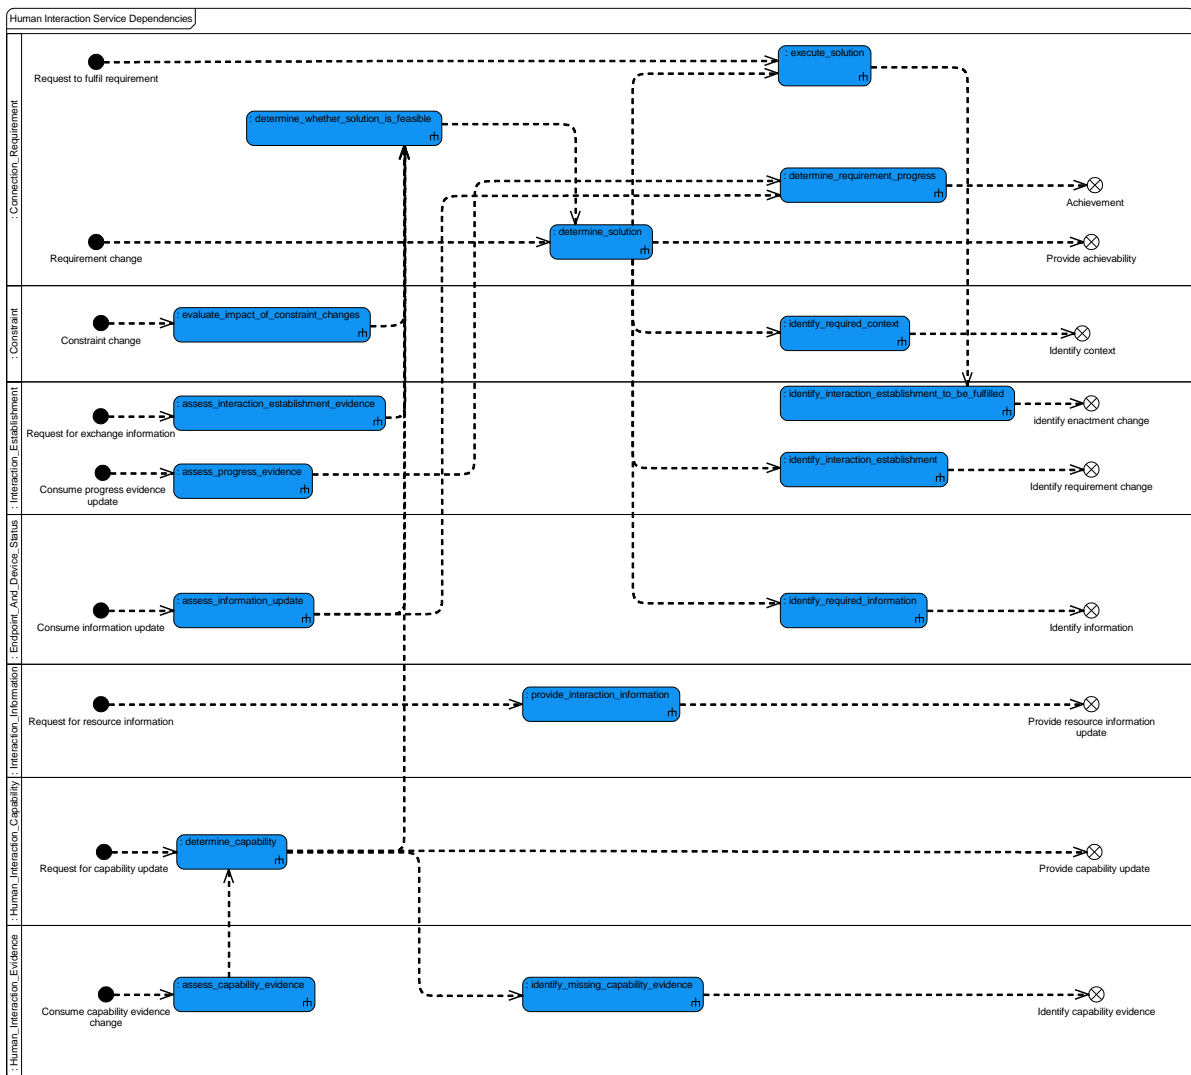 Human Interaction Service Dependencies
: Connection_Requirement
Request to fulfil requirement
: execute_solution
: determine_whether_solution_is_feasible
: determine_requirement_progress
Achievement
Requirement change
: determine_solution
Provide achievability
: Constraint
Constraint change
: evaluate_impact_of_constraint_changes
: identify_required_context
Identify context
: Interaction_Establishment
Request for exchange information
: assess_interaction_establishment_evidence
: identify_interaction_establishment_to_be_fulfilled
identify enactment change
Consume progress evidence
update
: assess_progress_evidence
: identify_interaction_establishment
Identify requirement change
: Endpoint_And_Device_Status
Consume information update
: assess_information_update
: identify_required_information
Identify information
: Interaction_Information
Request for resource information
: provide_interaction_information
Provide resource information
update
: Human_Interaction_Capability
Request for capability update
: determine_capability
Provide capability update
: Human_Interaction_Evidence
Consume capability evidence
change
: assess_capability_evidence
: identify_missing_capability_evidence
Identify capability evidence